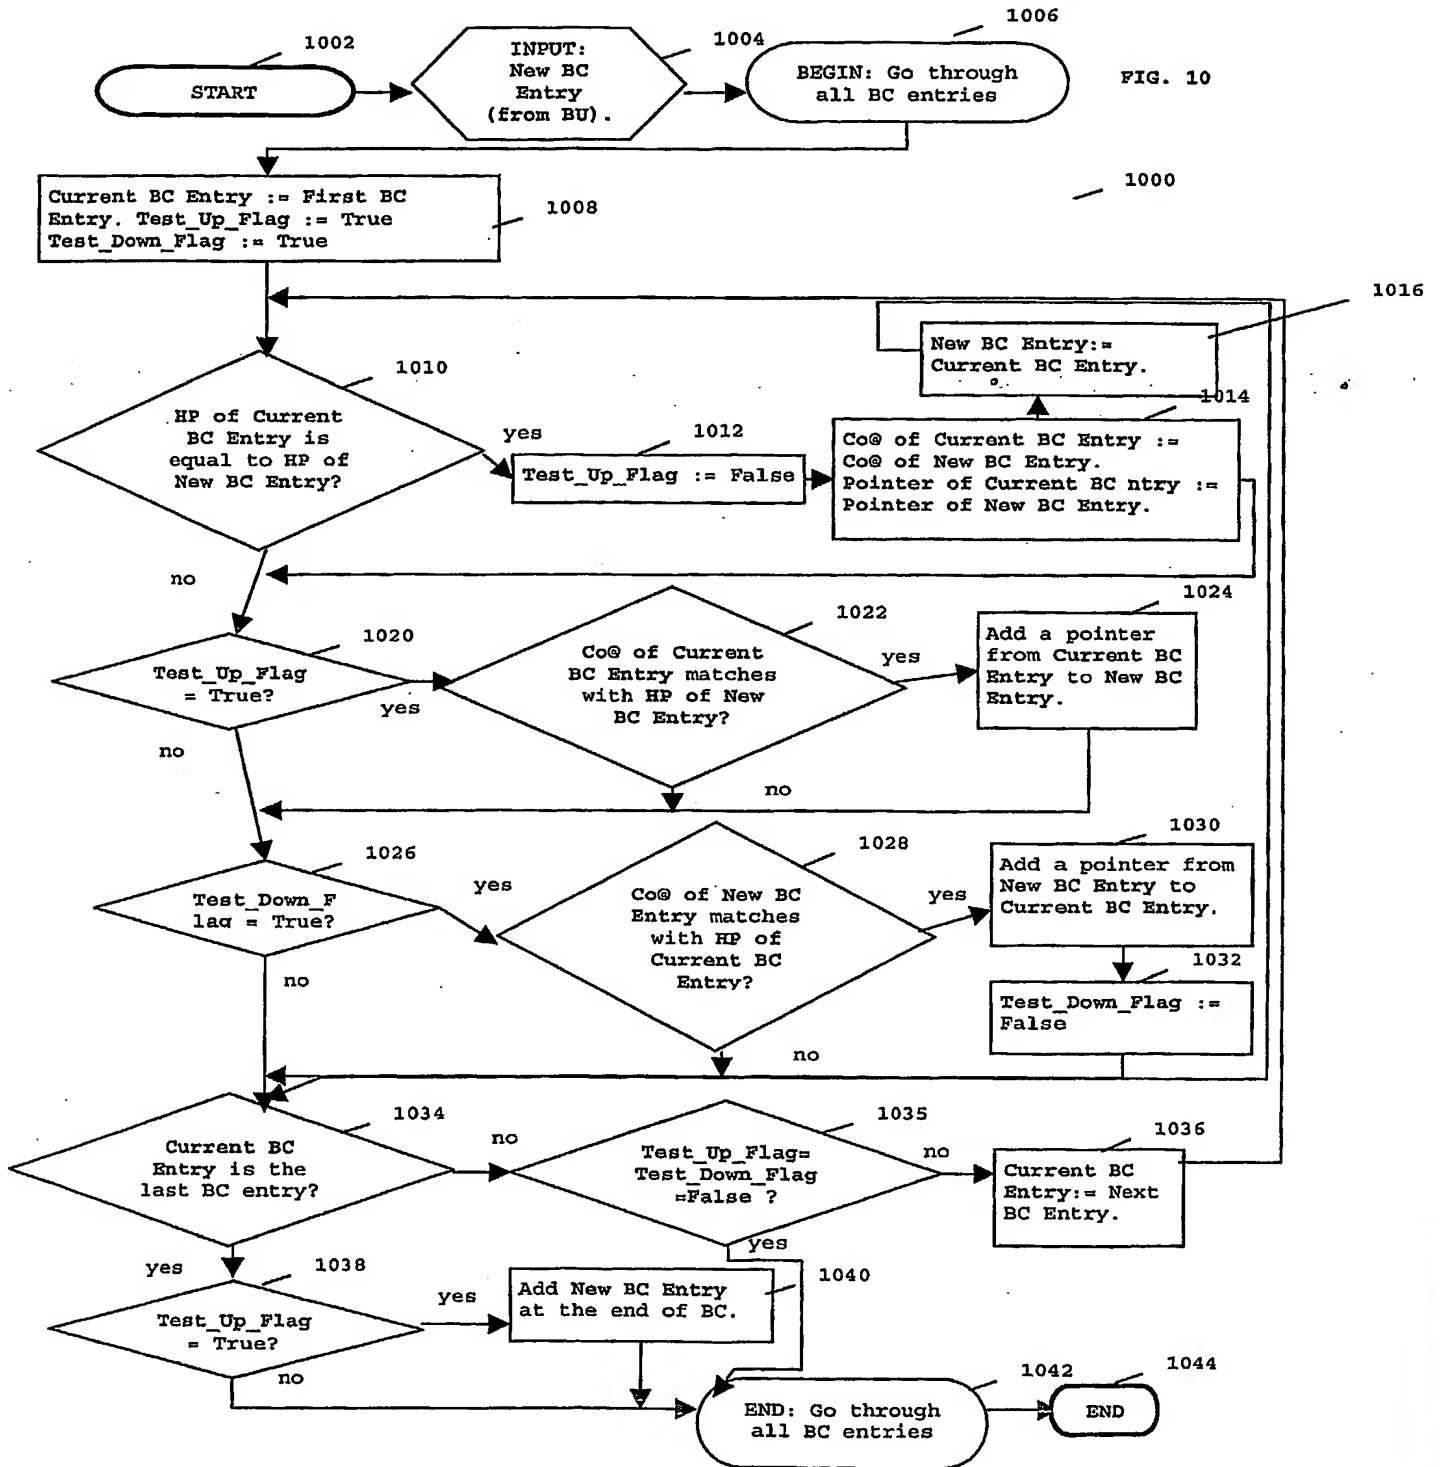 1002
START
1004
INPUT:
New BC
Entry
(from BU).
1006
BEGIN: Go through
all BC entries
FIG. 10
1000
Current BC Entry := First BC
Entry. Test_Up_Flag := True
Test_Down_Flag := True
1008
1016
New BC Entry:=
Current BC Entry.
1010
HP of Current
BC Entry is
equal to HP of
New BC Entry?
yes
1012
Test_Up_Flag := False
1014
Co@ of Current BC Entry :=
Co@ of New BC Entry.
Pointer of Current BC ntry :=
Pointer of New BC Entry.
no
1020
Test_Up_Flag
= True?
yes
no
1022
Co@ of Current
BC Entry matches
with HP of New
BC Entry?
yes
no
1024
Add a pointer
from Current BC
Entry to New BC
Entry.
1026
Test_Down_F
lag = True?
yes
no
1028
Co@ of New BC
Entry matches
with HP of
Current BC
Entry?
yes
no
1030
Add a pointer from
New BC Entry to
Current BC Entry.
1032
Test_Down_Flag :=
False
1034
Current BC
Entry is the
last BC entry?
no
yes
1035
Test_Up_Flag=
Test_Down_Flag
=False ?
no
yes
1036
Current BC
Entry:= Next
BC Entry.
1038
Test_Up_Flag
= True?
yes
no
1040
Add New BC Entry
at the end of BC.
1042
END: Go through
all BC entries
1044
END